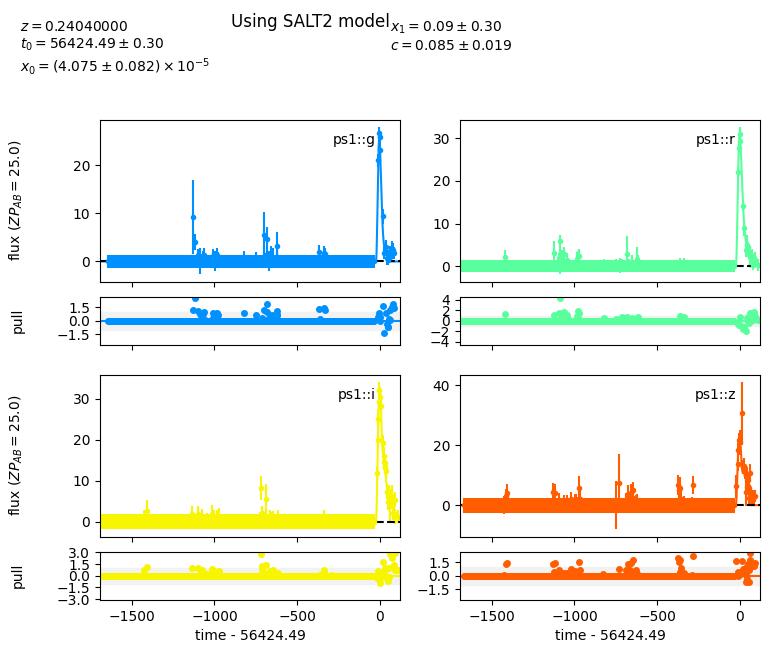 Using SALT2 model
z = 0.24040000
t₀ = 56424.49 ± 0.30
x₀ = (4.075 ± 0.082) × 10⁻⁵
x₁ = 0.09 ± 0.30
c = 0.085 ± 0.019
flux (ZP_AB = 25.0)
20
10
0
ps1::g
30
20
10
0
ps1::r
pull
1.5
0.0
−1.5
4
2
0
−2
−4
flux (ZP_AB = 25.0)
30
20
10
0
ps1::i
40
20
0
ps1::z
pull
3.0
1.5
0.0
−1.5
−3.0
1.5
0.0
−1.5
−1500 −1000 −500 0
−1500 −1000 −500 0
time - 56424.49
time - 56424.49